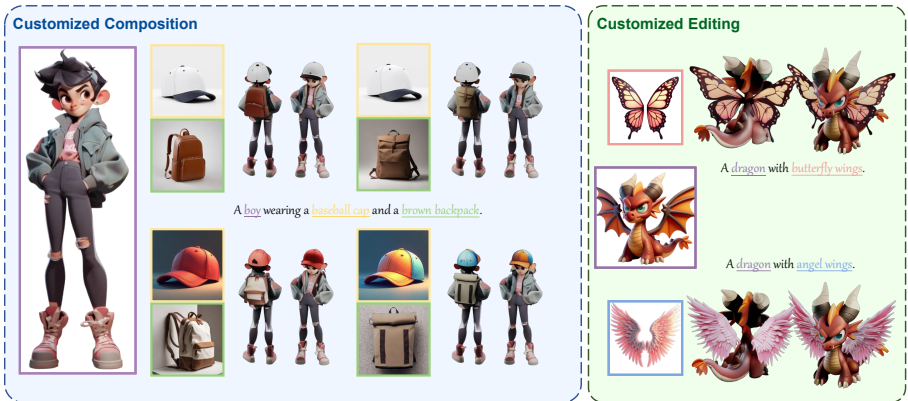 Customized Composition
A boy wearing a baseball cap and a brown backpack.
Customized Editing
A dragon with butterfly wings.
A dragon with angel wings.